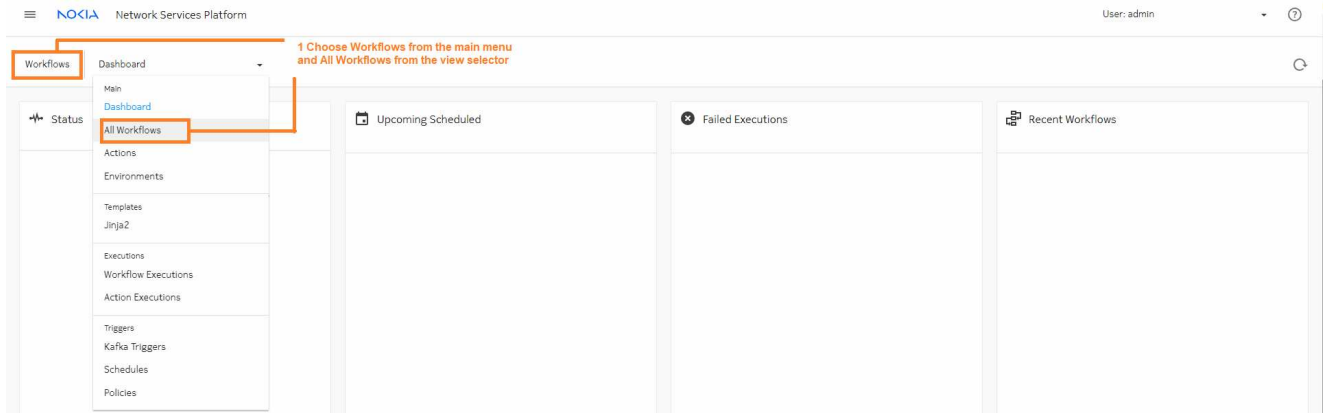 NOKIA Network Services Platform
User: admin
Workflows
Dashboard
1 Choose Workflows from the main menu
and All Workflows from the view selector
Main
Dashboard
All Workflows
Actions
Environments
Templates
Jinja2
Executions
Workflow Executions
Action Executions
Triggers
Kafka Triggers
Schedules
Policies
Status
Upcoming Scheduled
Failed Executions
Recent Workflows